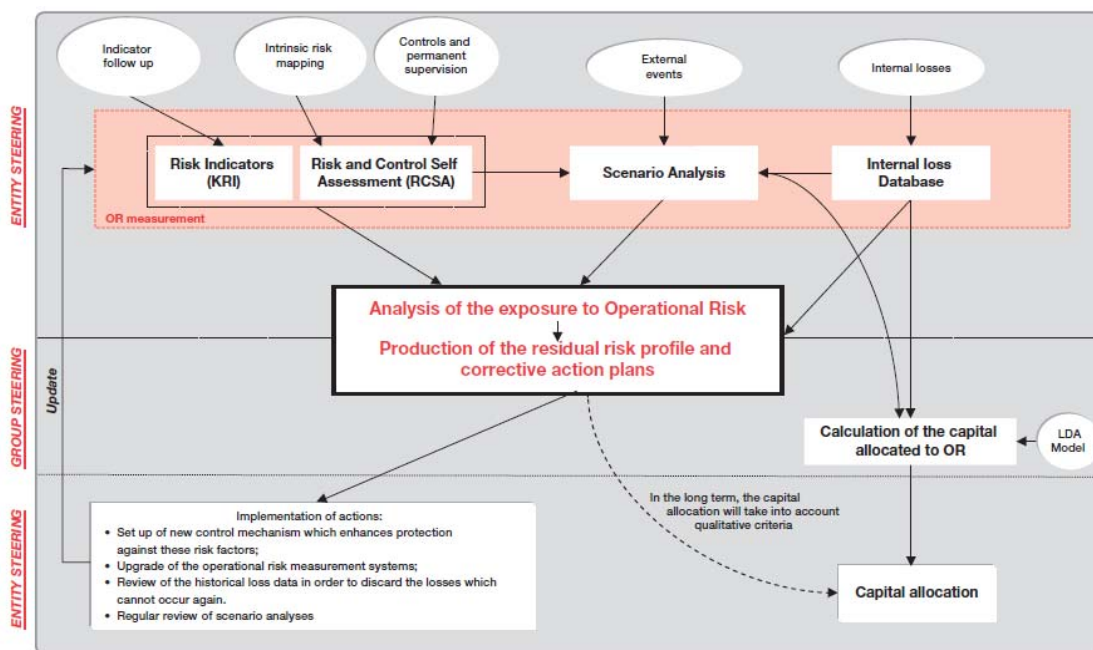 Indicator
follow up
Intrinsic risk
mapping
Controls and
permanent
supervision
External
events
Internal losses
ENTITY STEERING
Risk Indicators
(KRI)
Risk and Control Self
Assessment (RCSA)
Scenario Analysis
Internal loss
Database
OR measurement
Analysis of the exposure to Operational Risk
Production of the residual risk profile and
corrective action plans
GROUP STEERING
Update
Calculation of the capital
allocated to OR
LDA
Model
In the long term, the capital
allocation will take into account
qualitative criteria
ENTITY STEERING
Implementation of actions:
• Set up of new control mechanism which enhances protection
against these risk factors;
• Upgrade of the operational risk measurement systems;
• Review of the historical loss data in order to discard the losses which
cannot occur again.
• Regular review of scenario analyses
Capital allocation